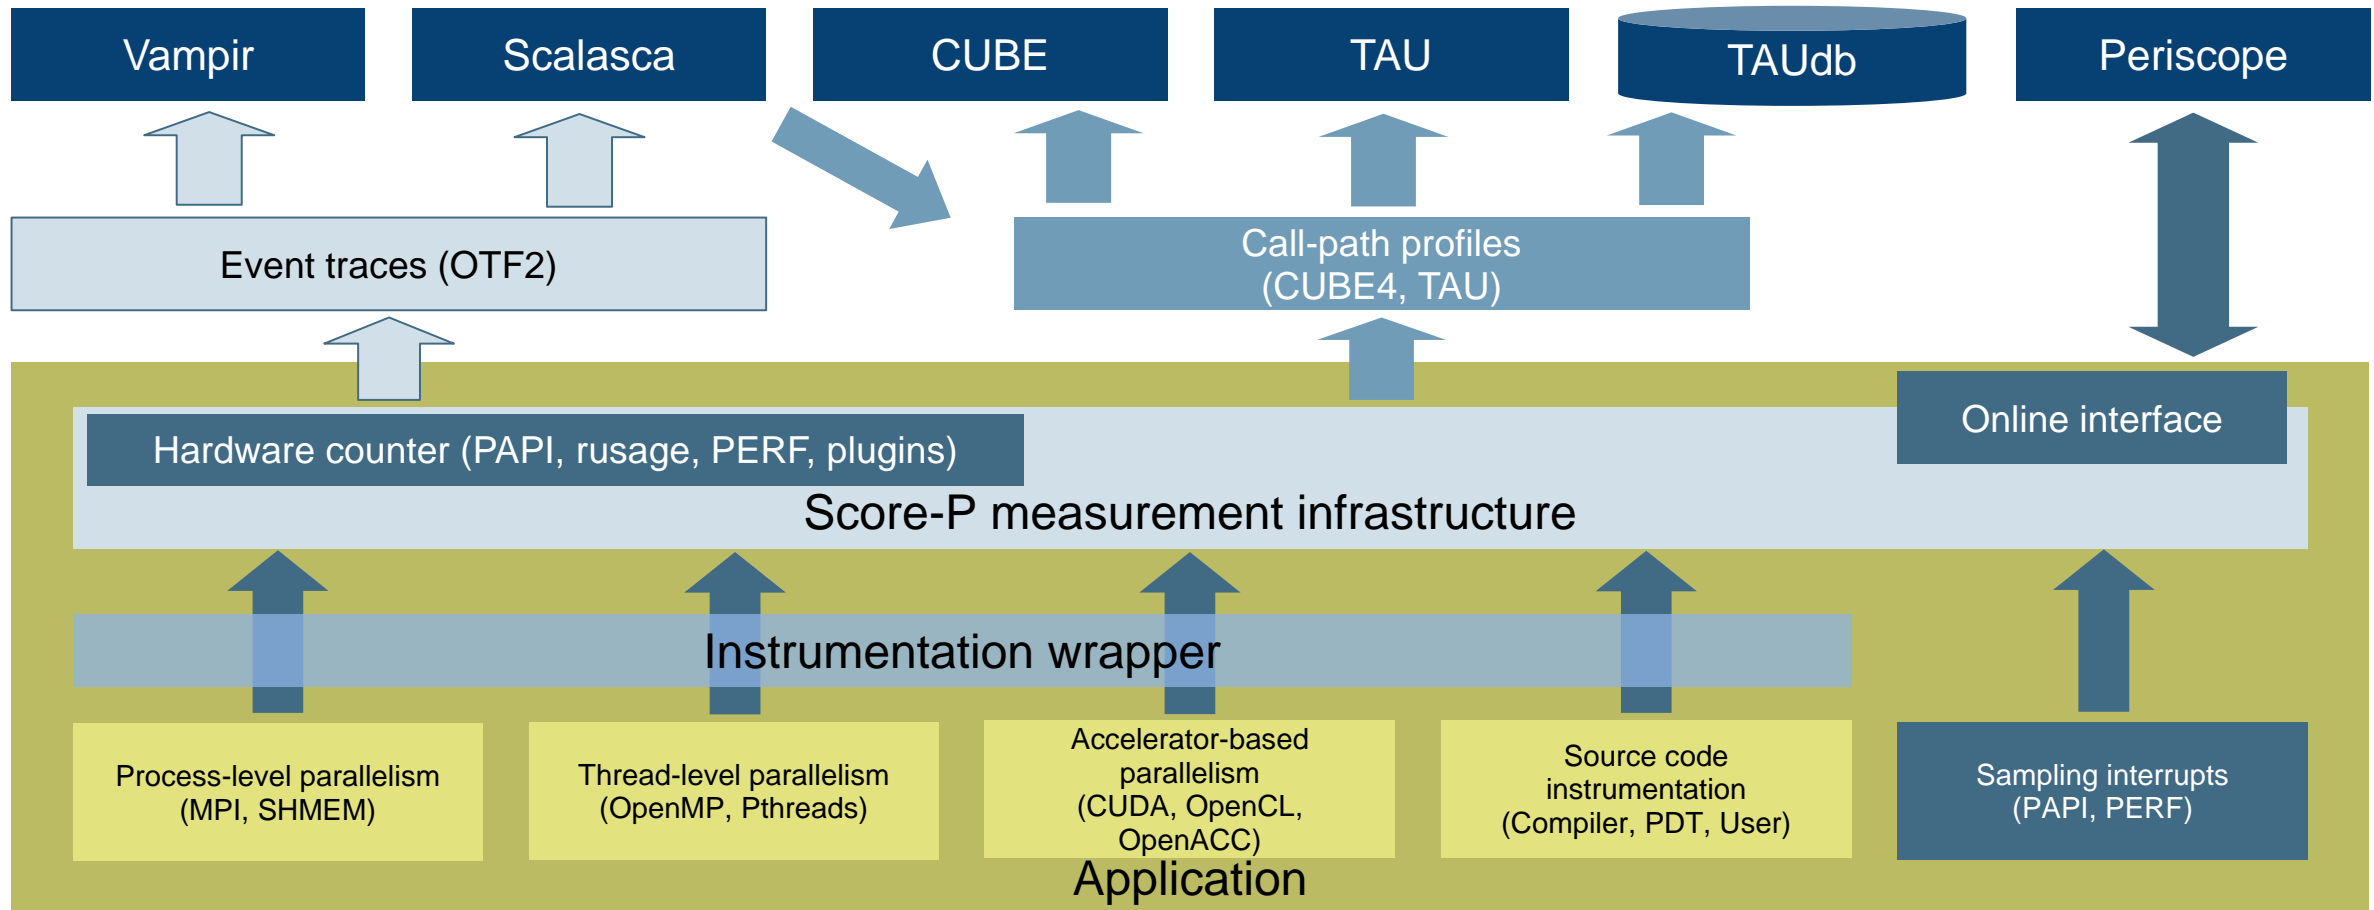 Vampir
Scalasca
CUBE
TAU
TAUdb
Periscope
Event traces (OTF2)
Call-path profiles
(CUBE4, TAU)
Hardware counter (PAPI, rusage, PERF, plugins)
Online interface
Score-P measurement infrastructure
Instrumentation wrapper
Process-level parallelism
(MPI, SHMEM)
Thread-level parallelism
(OpenMP, Pthreads)
Accelerator-based
parallelism
(CUDA, OpenCL,
OpenACC)
Source code
instrumentation
(Compiler, PDT, User)
Sampling interrupts
(PAPI, PERF)
Application